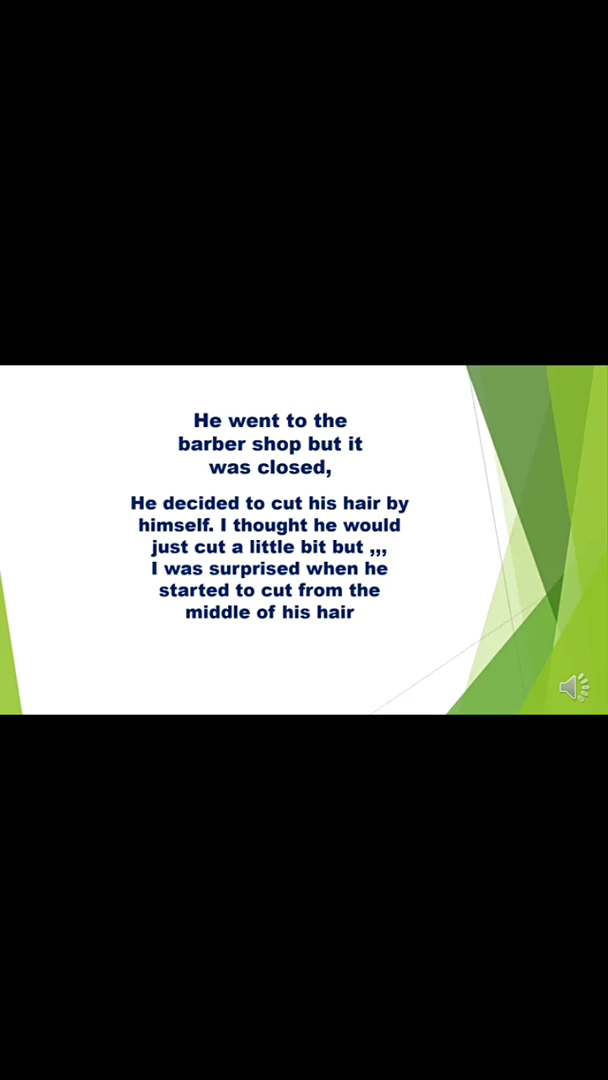 He went to the
barber shop but it
was closed,
He decided to cut his hair by
himself. I thought he would
just cut a little bit but ,,,
I was surprised when he
started to cut from the
middle of his hair